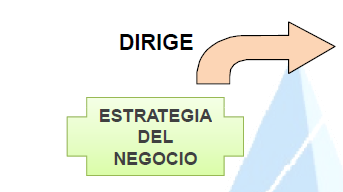 DIRIGE
ESTRATEGIA
DEL
NEGOCIO